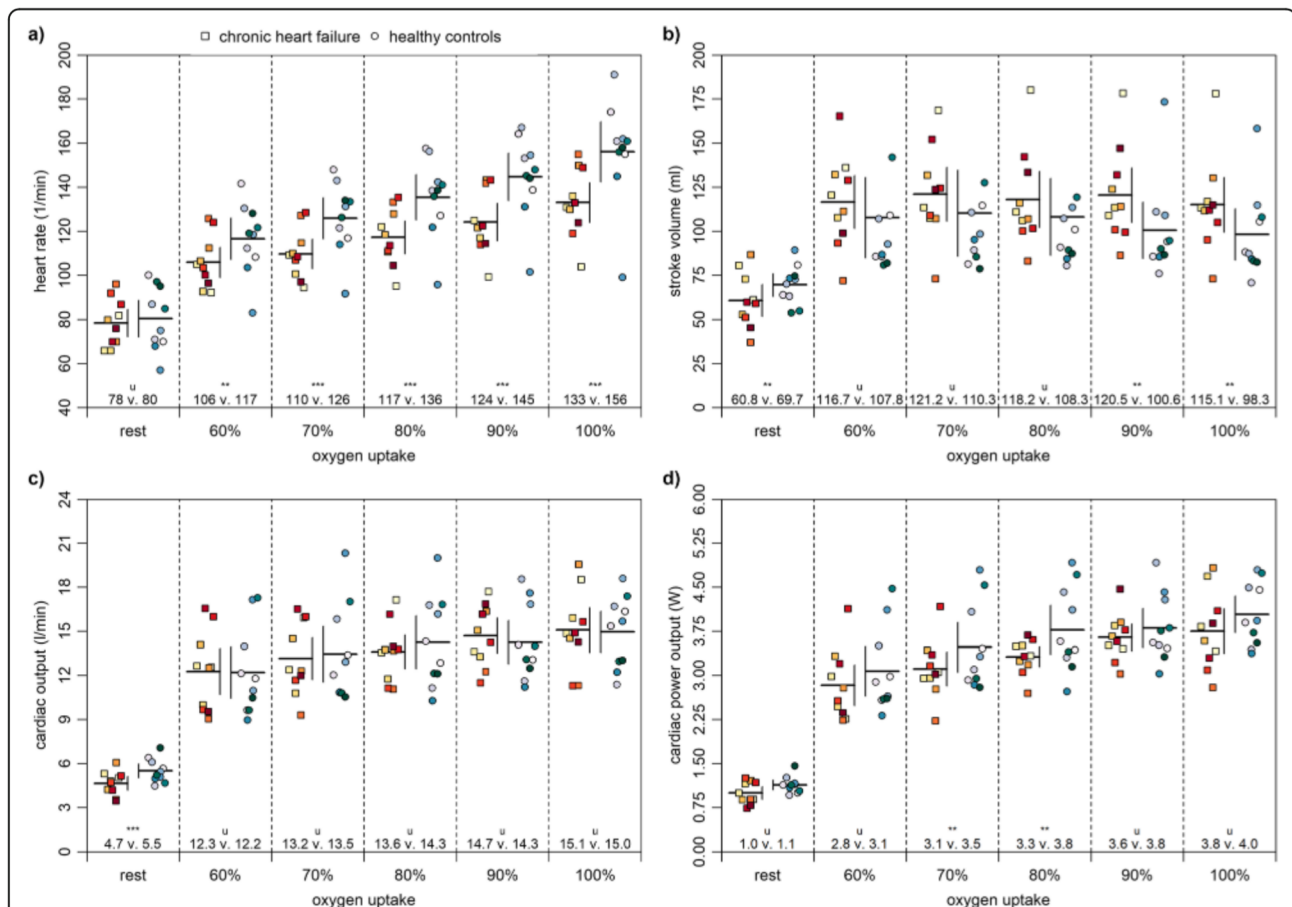 a)
□ chronic heart failure ○ healthy controls
heart rate (1/min)
200
180
160
140
120
100
80
60
40
u ** *** *** *** ***
78 v. 80 106 v. 117 110 v. 126 117 v. 136 124 v. 145 133 v. 156
rest 60% 70% 80% 90% 100%
oxygen uptake
b)
stroke volume (ml)
200
175
150
125
100
75
50
25
0
** u u u ** **
60.8 v. 69.7 116.7 v. 107.8 121.2 v. 110.3 118.2 v. 108.3 120.5 v. 100.6 115.1 v. 98.3
rest 60% 70% 80% 90% 100%
oxygen uptake
c)
cardiac output (l/min)
24
21
18
15
12
9
6
3
0
*** u u u u u
4.7 v. 5.5 12.3 v. 12.2 13.2 v. 13.5 13.6 v. 14.3 14.7 v. 14.3 15.1 v. 15.0
rest 60% 70% 80% 90% 100%
oxygen uptake
d)
cardiac power output (W)
6.00
5.25
4.50
3.75
3.00
2.25
1.50
0.75
0.00
u u ** ** u u
1.0 v. 1.1 2.8 v. 3.1 3.1 v. 3.5 3.3 v. 3.8 3.6 v. 3.8 3.8 v. 4.0
rest 60% 70% 80% 90% 100%
oxygen uptake